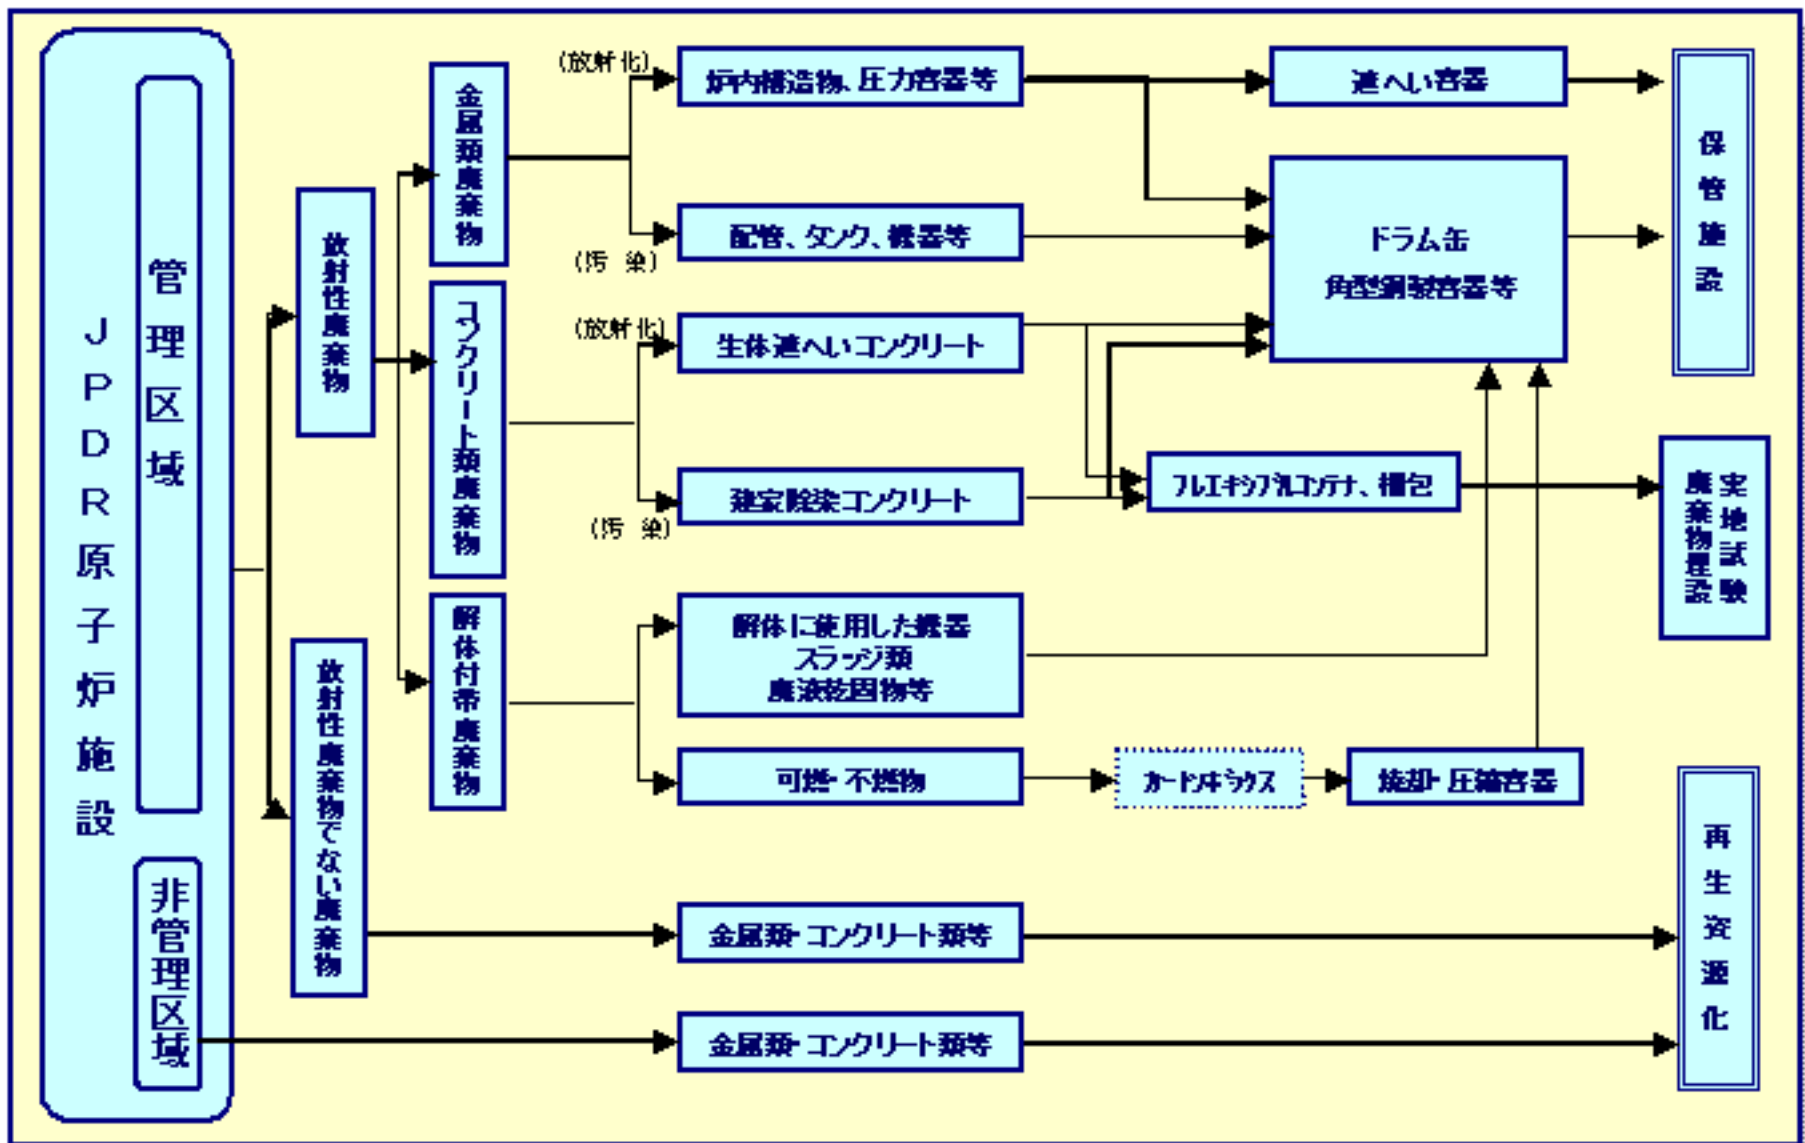 JPDR原子炉施設
管理区域
非管理区域
放射性廃棄物
放射性廃棄物でない廃棄物
金属類廃棄物
コンクリート類廃棄物
解体付帯廃棄物
(放射化)
炉内構造物、圧力容器等
(汚 染)
配管、タンク、機器等
(放射化)
生体遮へいコンクリート
(汚 染)
建家除染コンクリート
解体に使用した機器
スラッジ類
廃液乾固物等
可燃・不燃物
カートンボックス
焼却・圧縮容器
金属類・コンクリート類等
金属類・コンクリート類等
遮へい容器
ドラム缶
角型鋼製容器等
フレエキシブルコンテナ、梱包
保管施設
廃棄物埋設
実地試験
再生資源化